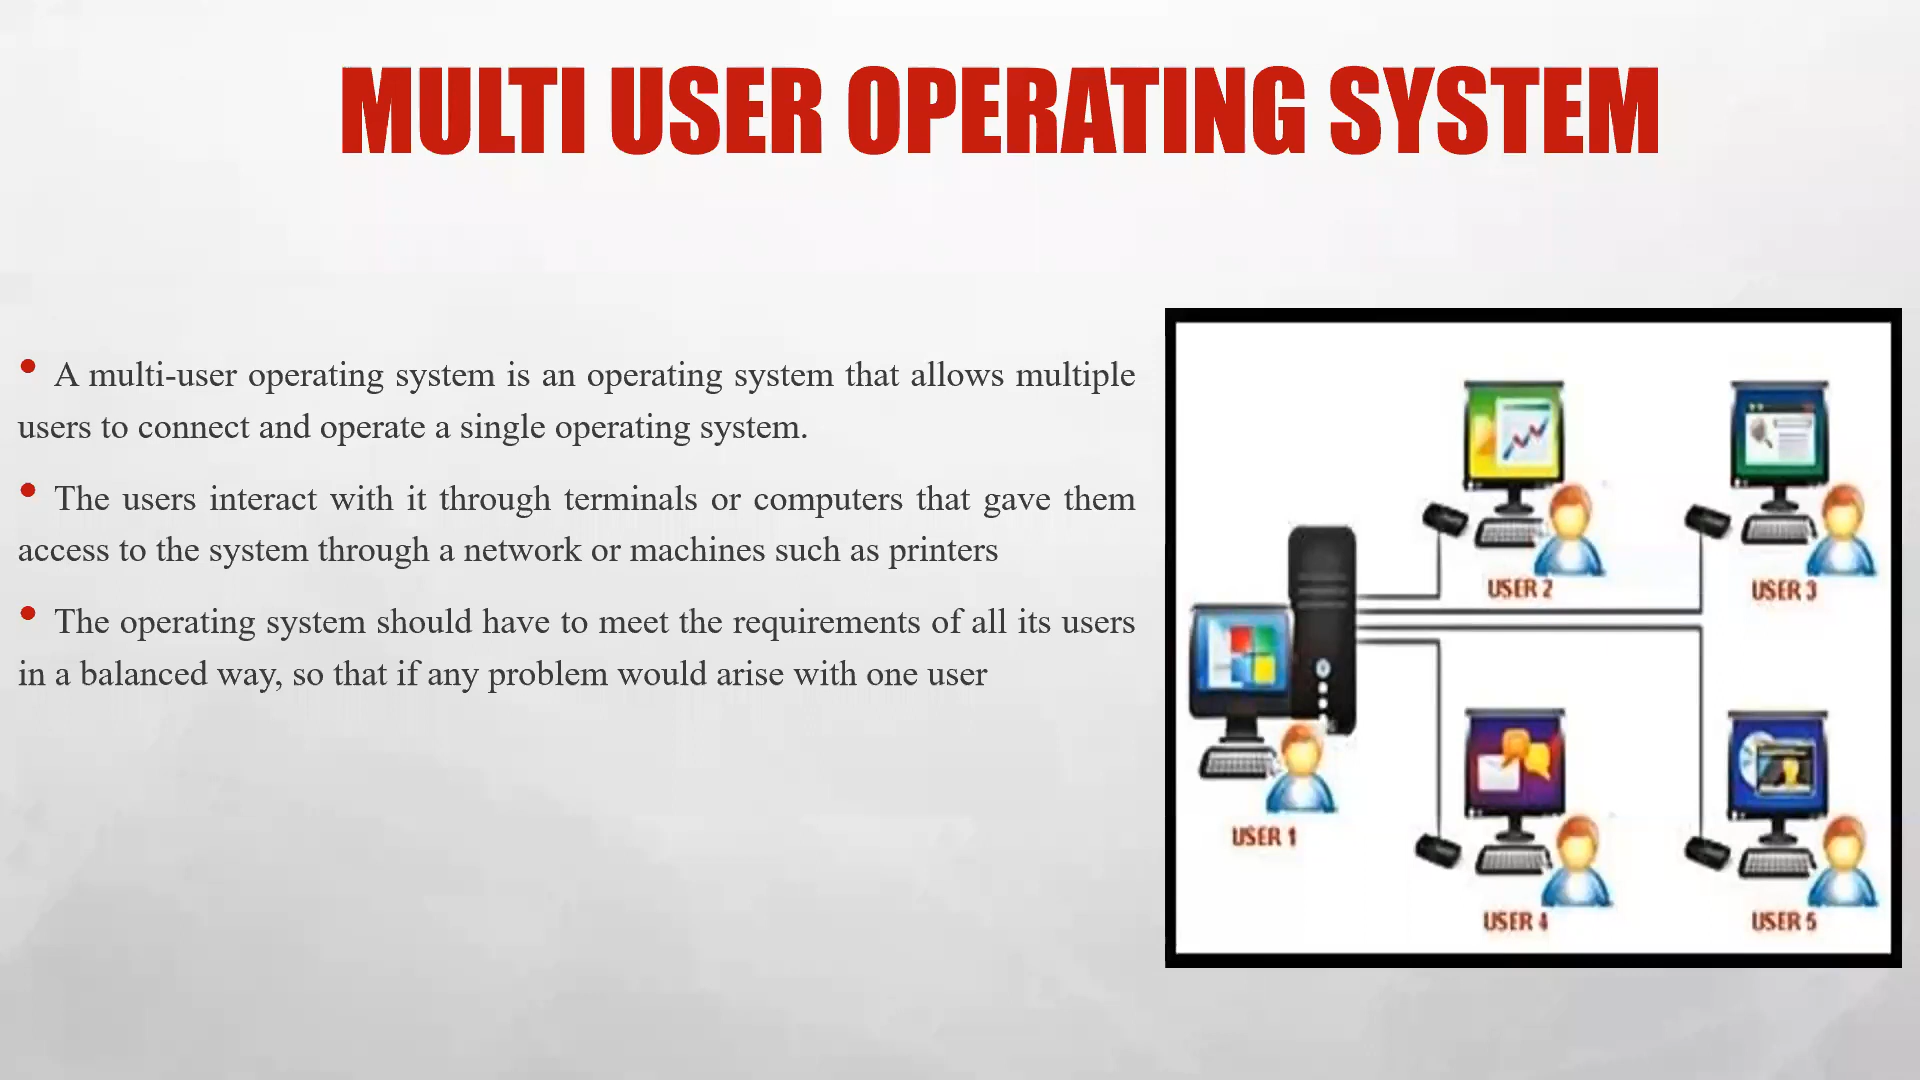 MULTI USER OPERATING SYSTEM
• A multi-user operating system is an operating system that allows multiple
users to connect and operate a single operating system.
• The users interact with it through terminals or computers that gave them
access to the system through a network or machines such as printers
• The operating system should have to meet the requirements of all its users
in a balanced way, so that if any problem would arise with one user
USER 2
USER 3
USER 1
USER 4
USER 5